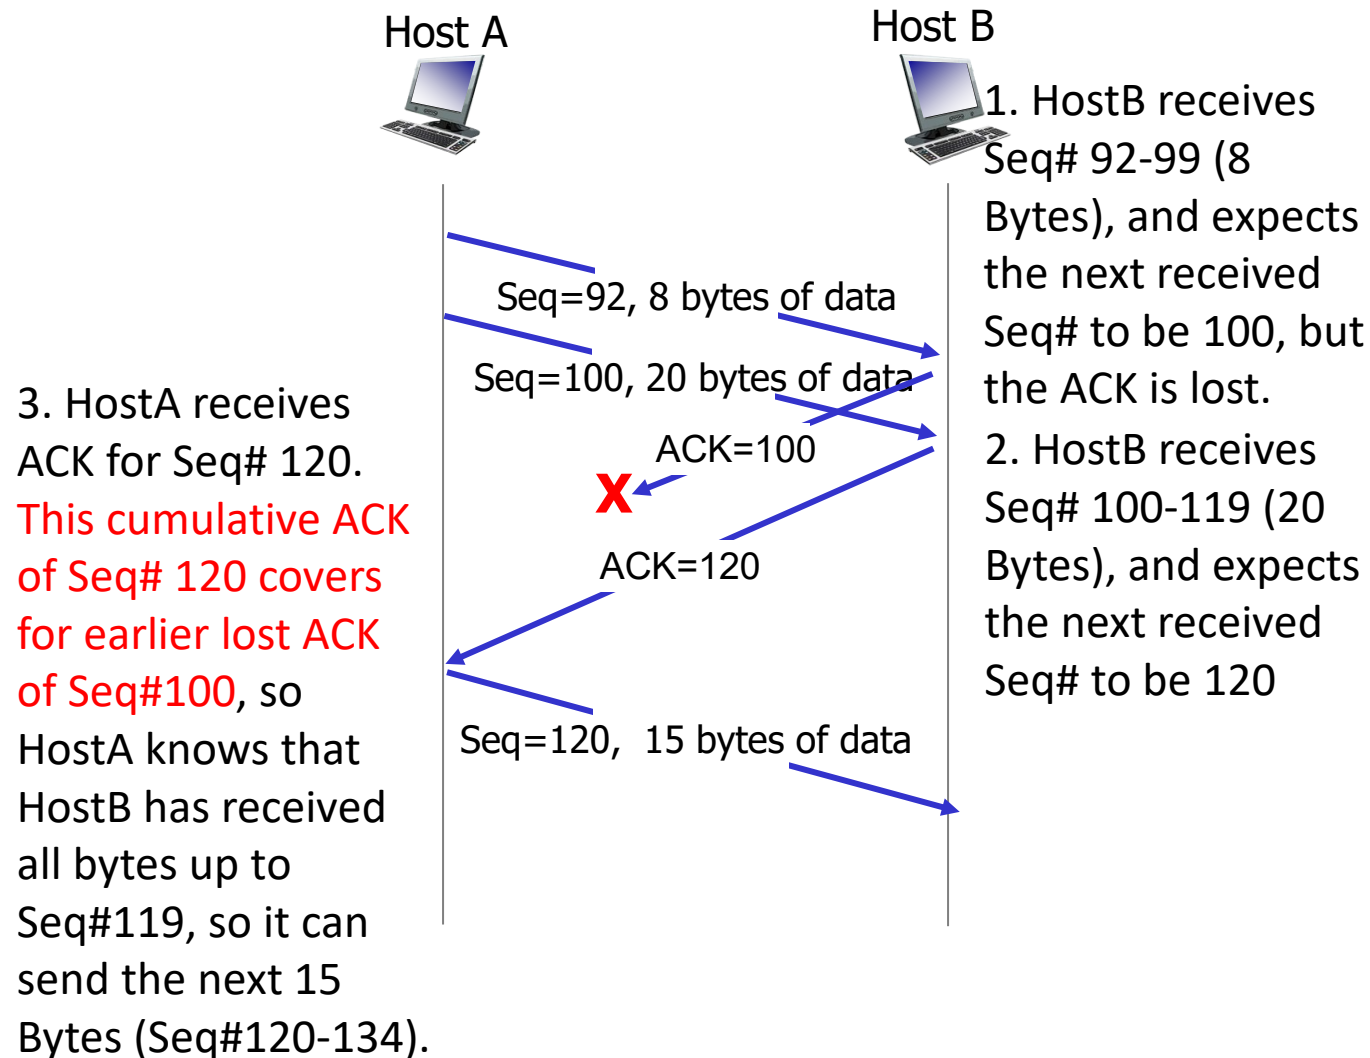 Host A
Host B
1. HostB receives
Seq# 92-99 (8
Bytes), and expects
the next received
Seq# to be 100, but
the ACK is lost.
2. HostB receives
Seq# 100-119 (20
Bytes), and expects
the next received
Seq# to be 120
Seq=92, 8 bytes of data
Seq=100, 20 bytes of data
ACK=100
X
ACK=120
Seq=120, 15 bytes of data
3. HostA receives
ACK for Seq# 120.
This cumulative ACK
of Seq# 120 covers
for earlier lost ACK
of Seq#100, so
HostA knows that
HostB has received
all bytes up to
Seq#119, so it can
send the next 15
Bytes (Seq#120-134).